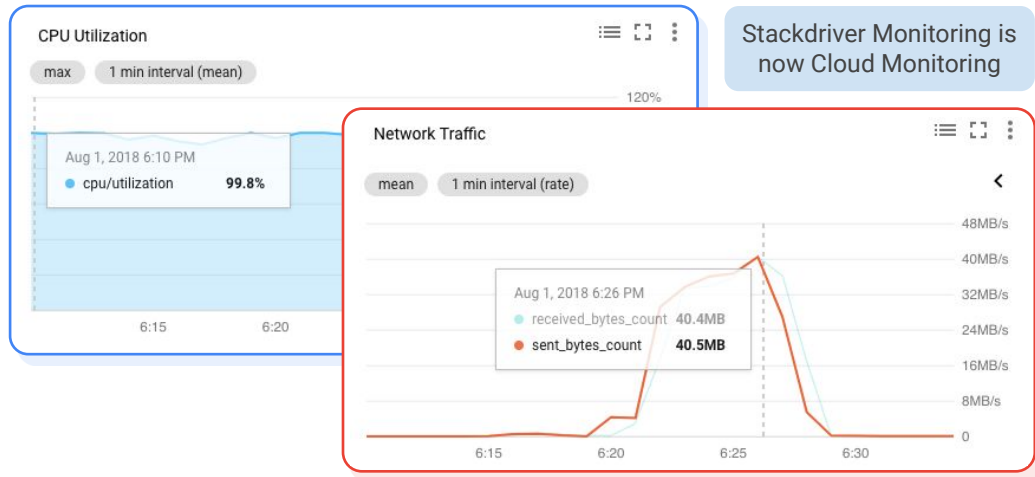 CPU Utilization
max
1 min interval (mean)
120%
Aug 1, 2018 6:10 PM
cpu/utilization 99.8%
6:15 6:20
Stackdriver Monitoring is
now Cloud Monitoring
Network Traffic
mean
1 min interval (rate)
48MB/s
40MB/s
32MB/s
24MB/s
16MB/s
8MB/s
0
Aug 1, 2018 6:26 PM
received_bytes_count 40.4MB
sent_bytes_count 40.5MB
6:15 6:20 6:25 6:30